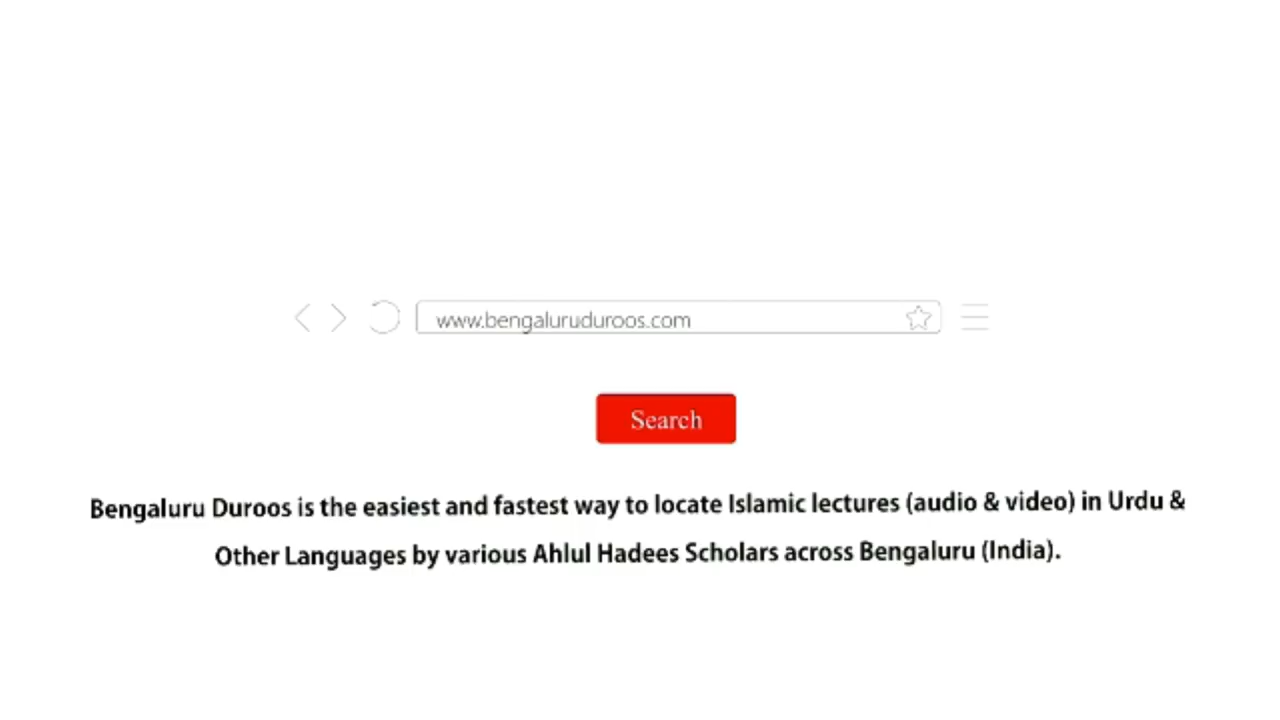 www.bengaluruduroos.com
Search
Bengaluru Duroos is the easiest and fastest way to locate Islamic lectures (audio & video) in Urdu &
Other Languages by various Ahlul Hadees Scholars across Bengaluru (India).